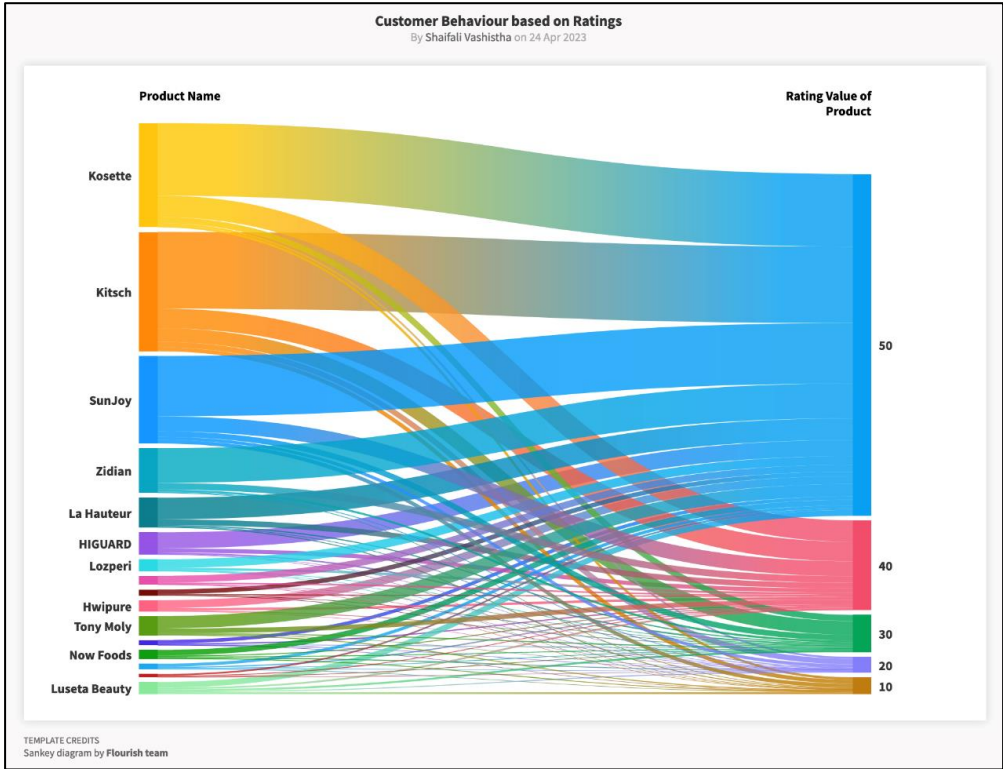 Customer Behaviour based on Ratings
By Shaifali Vashistha on 24 Apr 2023
Product Name
Rating Value of
Product
Kosette
Kitsch
SunJoy
Zidian
La Hauteur
HIGUARD
Lozperi
Hwipure
Tony Moly
Now Foods
Luseta Beauty
50
40
30
20
10
TEMPLATE CREDITS
Sankey diagram by Flourish team